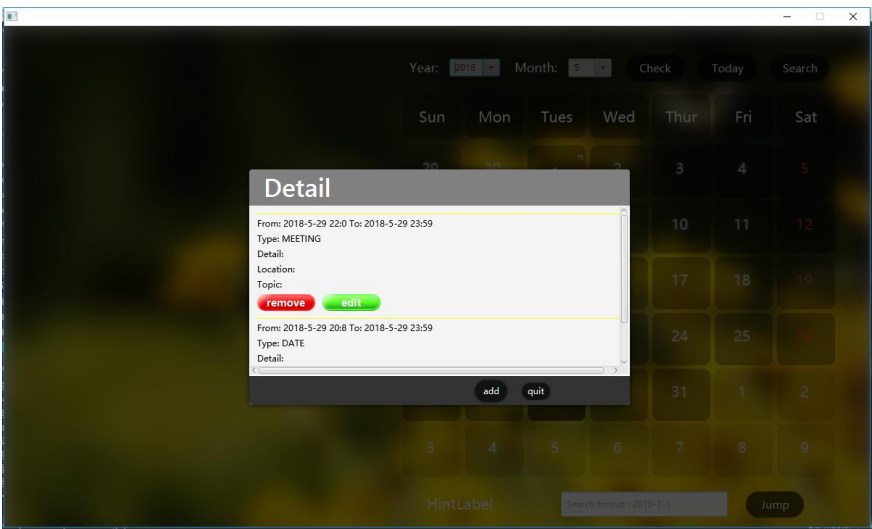 Year: 2018 Month: 5 Check Today Search
Sun Mon Tues Wed Thur Fri Sat
29 30 1 2 3 4 5
Detail
From: 2018-5-29 22:0 To: 2018-5-29 23:59
Type: MEETING
Detail:
Location:
Topic:
remove edit
From: 2018-5-29 20:8 To: 2018-5-29 23:59
Type: DATE
Detail:
add quit
10 11 12
17 18 19
24 25
31 1 2
3 4 5 6 7 8 9
HintLabel Search format : 2018-1-1 Jump